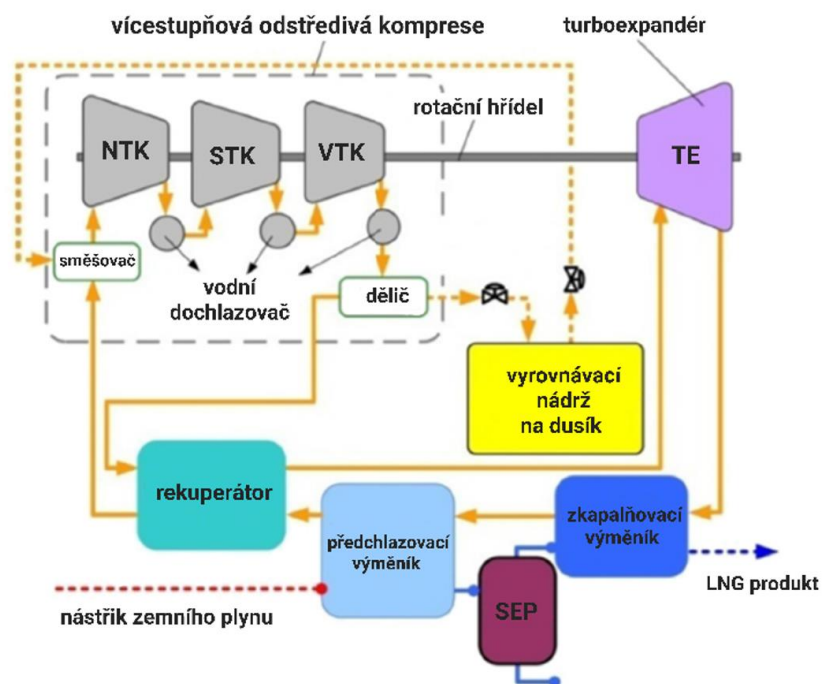 vícestupňová odstředivá komprese
turboexpandér
rotační hřídel
NTK
STK
VTK
TE
směšovač
vodní
dochlazovač
dělič
vyrovnávací
nádrž
na dusík
rekuperátor
předchlazovací
výměník
zkapalňovací
výměník
SEP
LNG produkt
nástřik zemního plynu